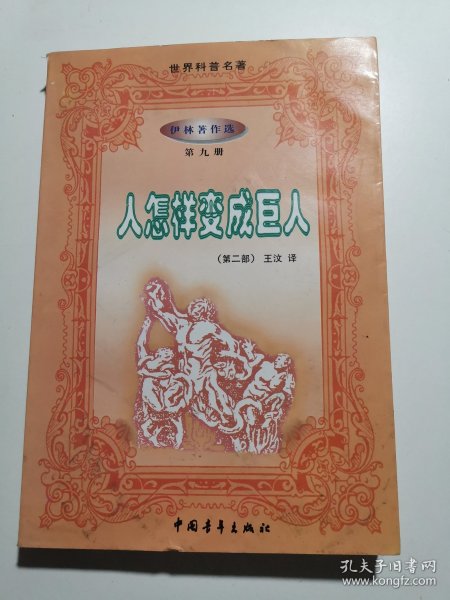 世界科普名著
伊林著作选
第九册
人怎样变成巨人
(第二部) 王汶 译
中国青年出版社
孔夫子旧书网
www.kongfz.com